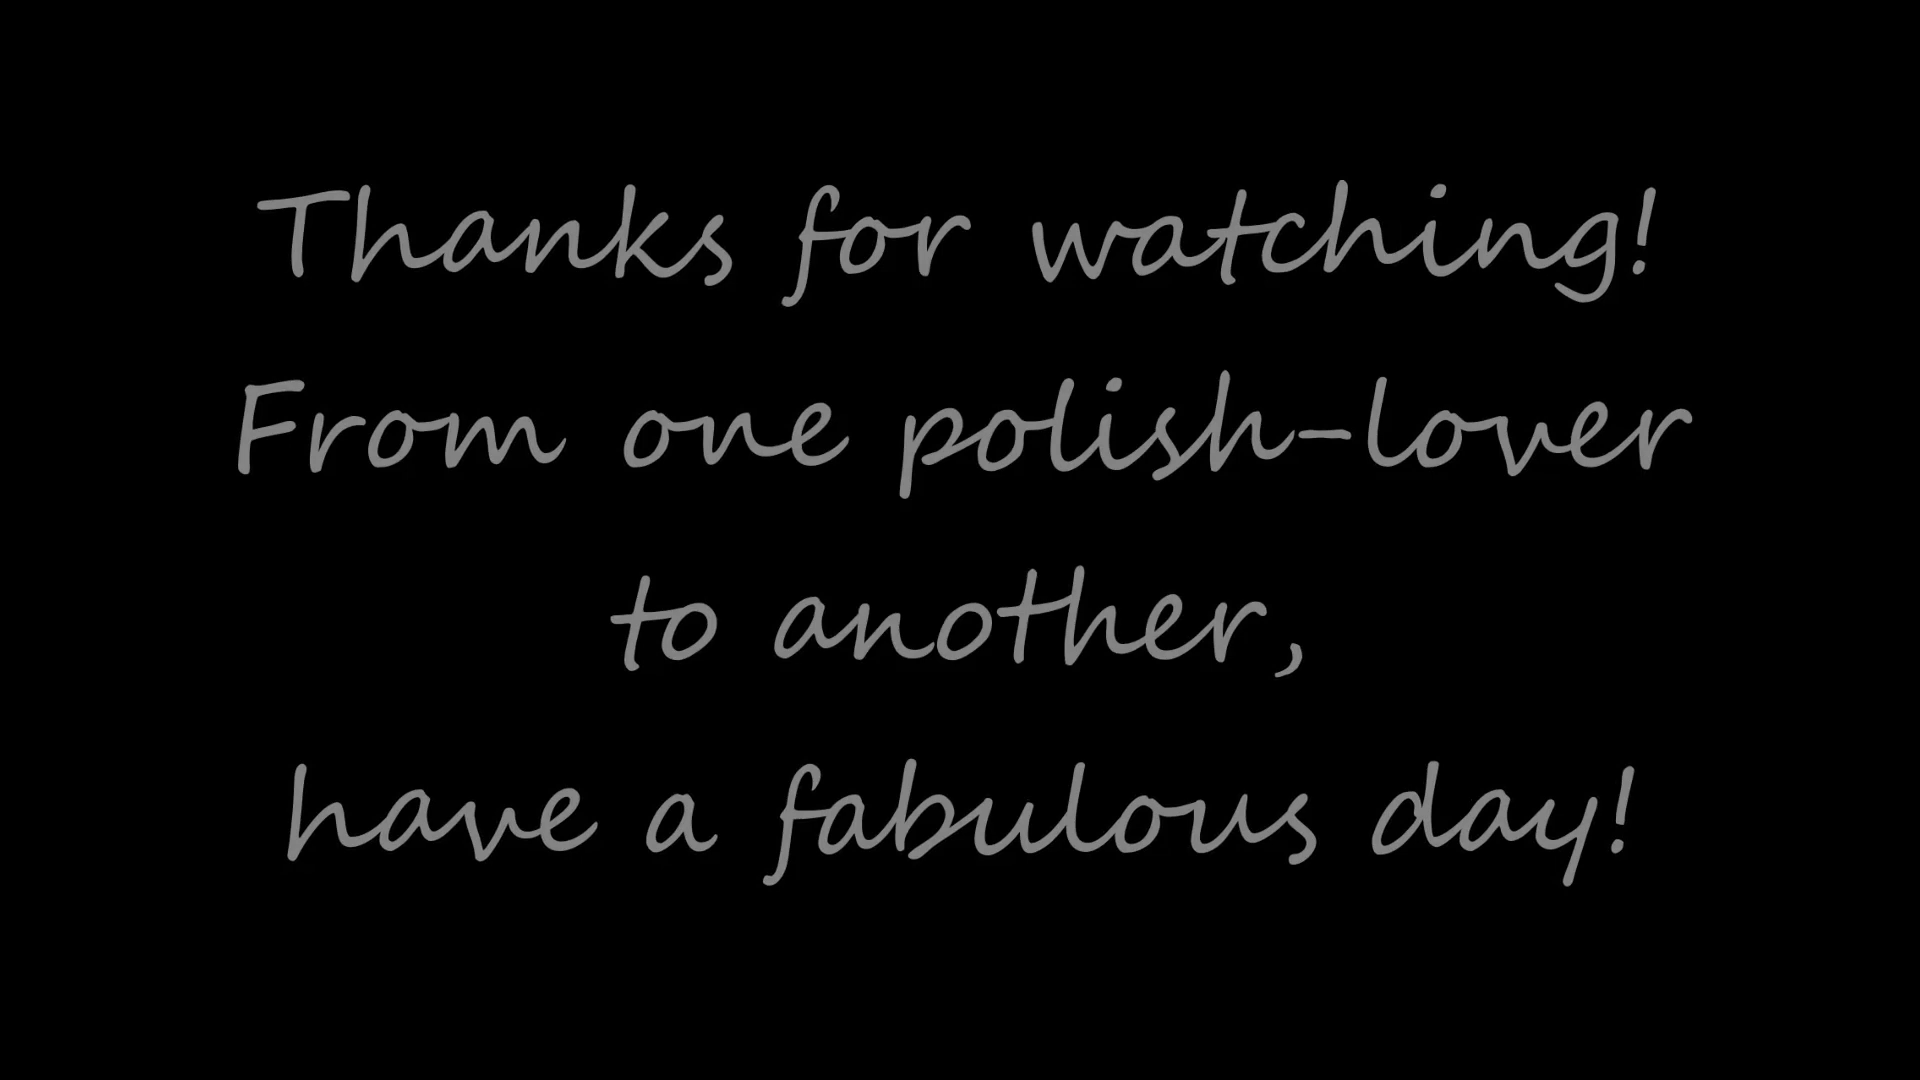 Thanks for watching!
From one polish-lover
to another,
have a fabulous day!